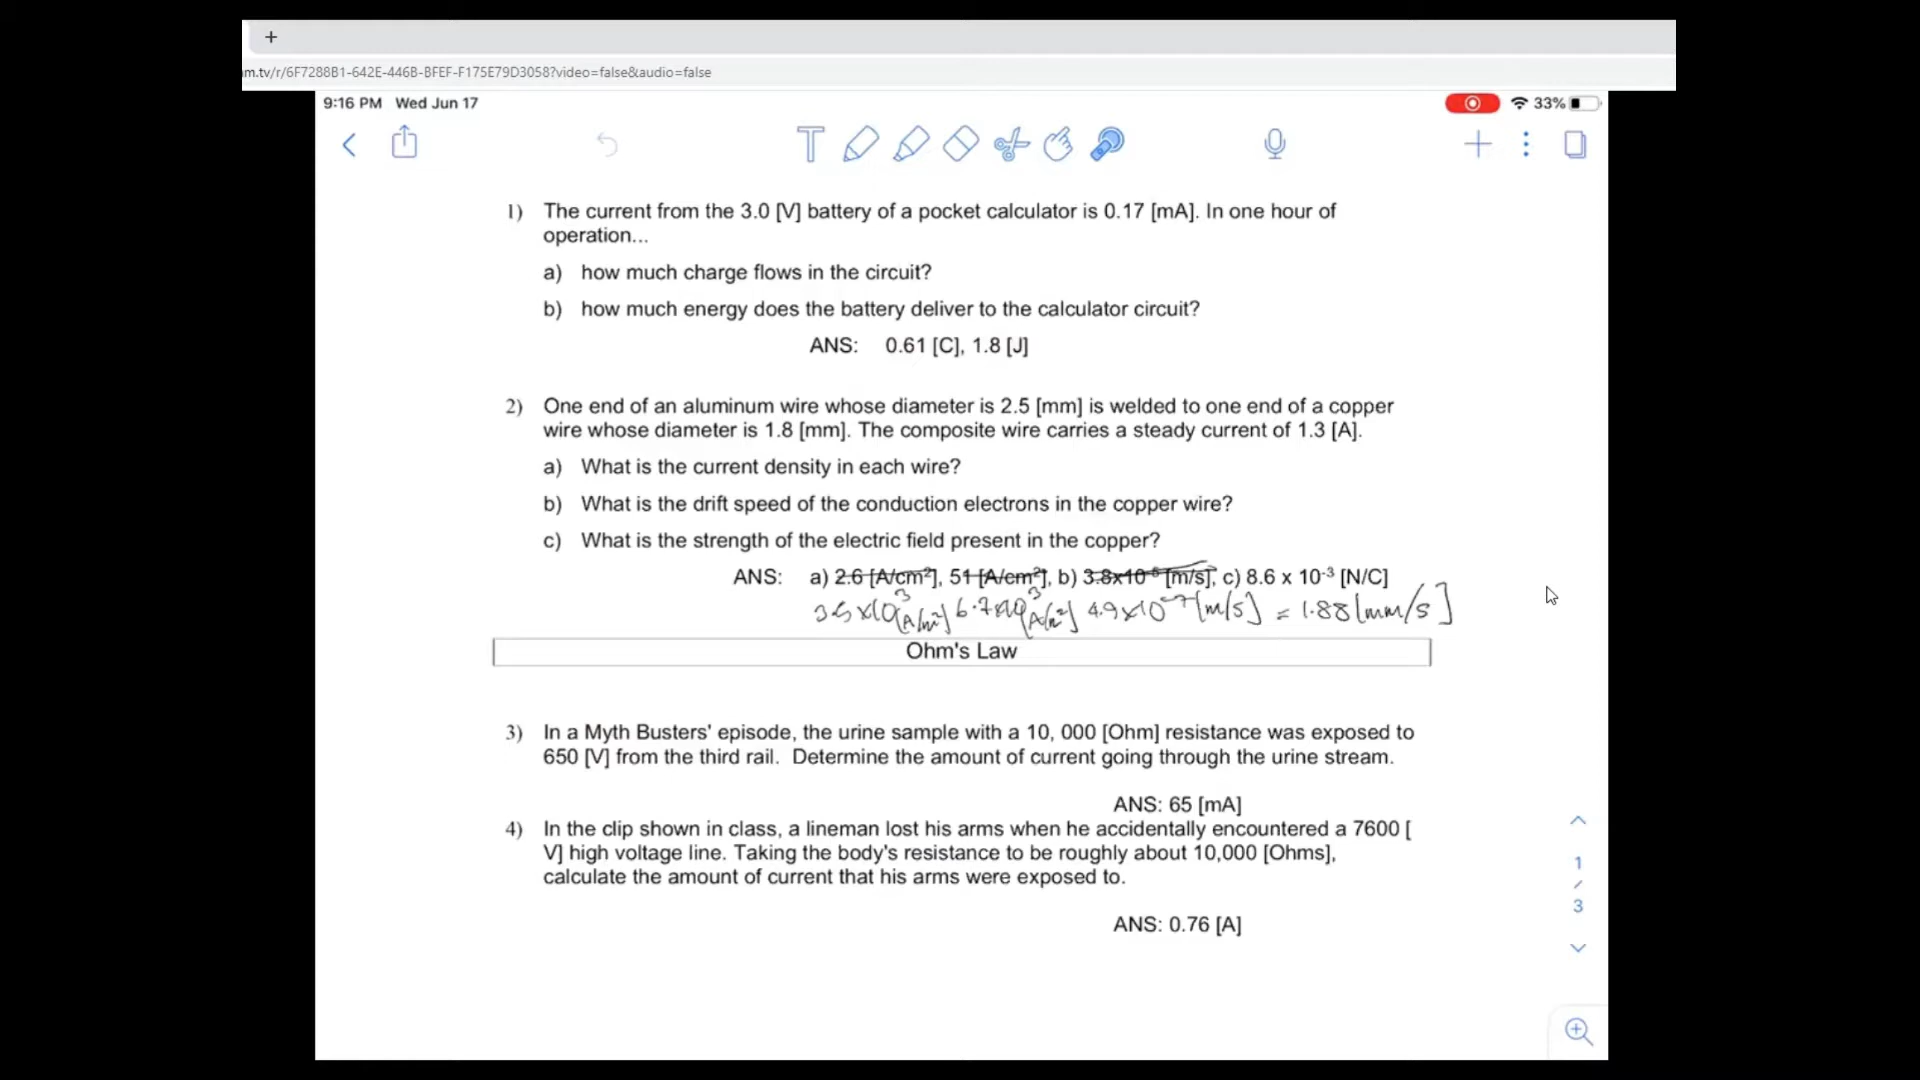 +
m.tv/r/6F7288B1-642E-446B-BFEF-F175E79D3058?video=false&audio=false
9:16 PM Wed Jun 17
33%
1) The current from the 3.0 [V] battery of a pocket calculator is 0.17 [mA]. In one hour of
operation...
a) how much charge flows in the circuit?
b) how much energy does the battery deliver to the calculator circuit?
ANS: 0.61 [C], 1.8 [J]
2) One end of an aluminum wire whose diameter is 2.5 [mm] is welded to one end of a copper
wire whose diameter is 1.8 [mm]. The composite wire carries a steady current of 1.3 [A].
a) What is the current density in each wire?
b) What is the drift speed of the conduction electrons in the copper wire?
c) What is the strength of the electric field present in the copper?
ANS: a) 2.6 [A/cm²], 51 [A/cm²], b) 3.8x10⁻⁵ [m/s], c) 8.6 x 10⁻³ [N/C]
[A/m²] 6.7x10³ [A/m²] 4.9x10⁻⁷ [m/s] = 1.88 [mm/s]
Ohm's Law
3) In a Myth Busters' episode, the urine sample with a 10, 000 [Ohm] resistance was exposed to
650 [V] from the third rail. Determine the amount of current going through the urine stream.
ANS: 65 [mA]
4) In the clip shown in class, a lineman lost his arms when he accidentally encountered a 7600 [
V] high voltage line. Taking the body's resistance to be roughly about 10,000 [Ohms],
calculate the amount of current that his arms were exposed to.
ANS: 0.76 [A]
1
/
3